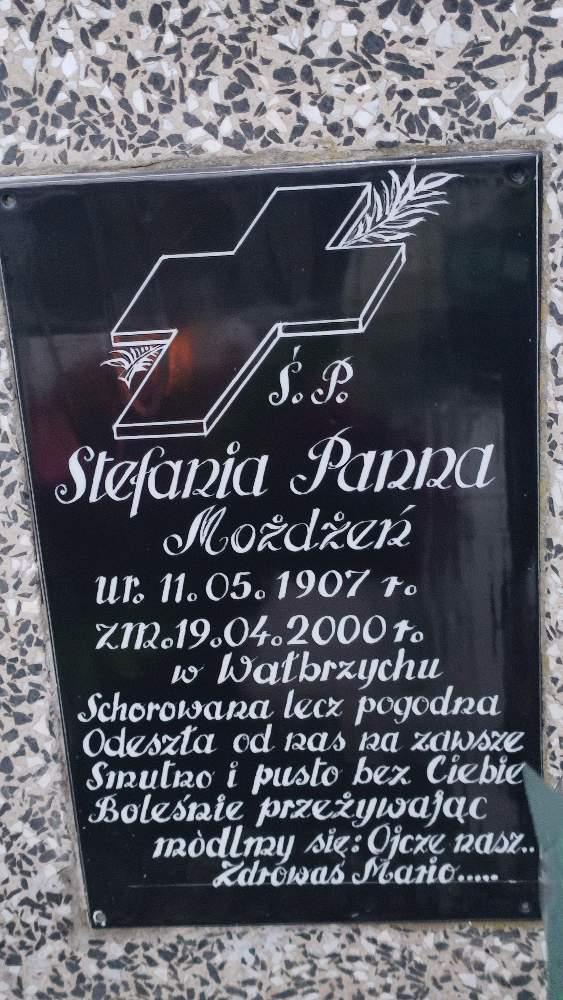 Ś. P.
Stefania Panna
Możdżeń
ur. 11. 05. 1907 r.
zm. 19. 04. 2000 r.
w Wałbrzychu
Schorowana lecz pogodna
Odeszła od nas na zawsze
Smutno i pusto bez Ciebie
Boleśnie przeżywając
mòdlmy się: Ojcze nasz..
Zdrowaś Mario.....